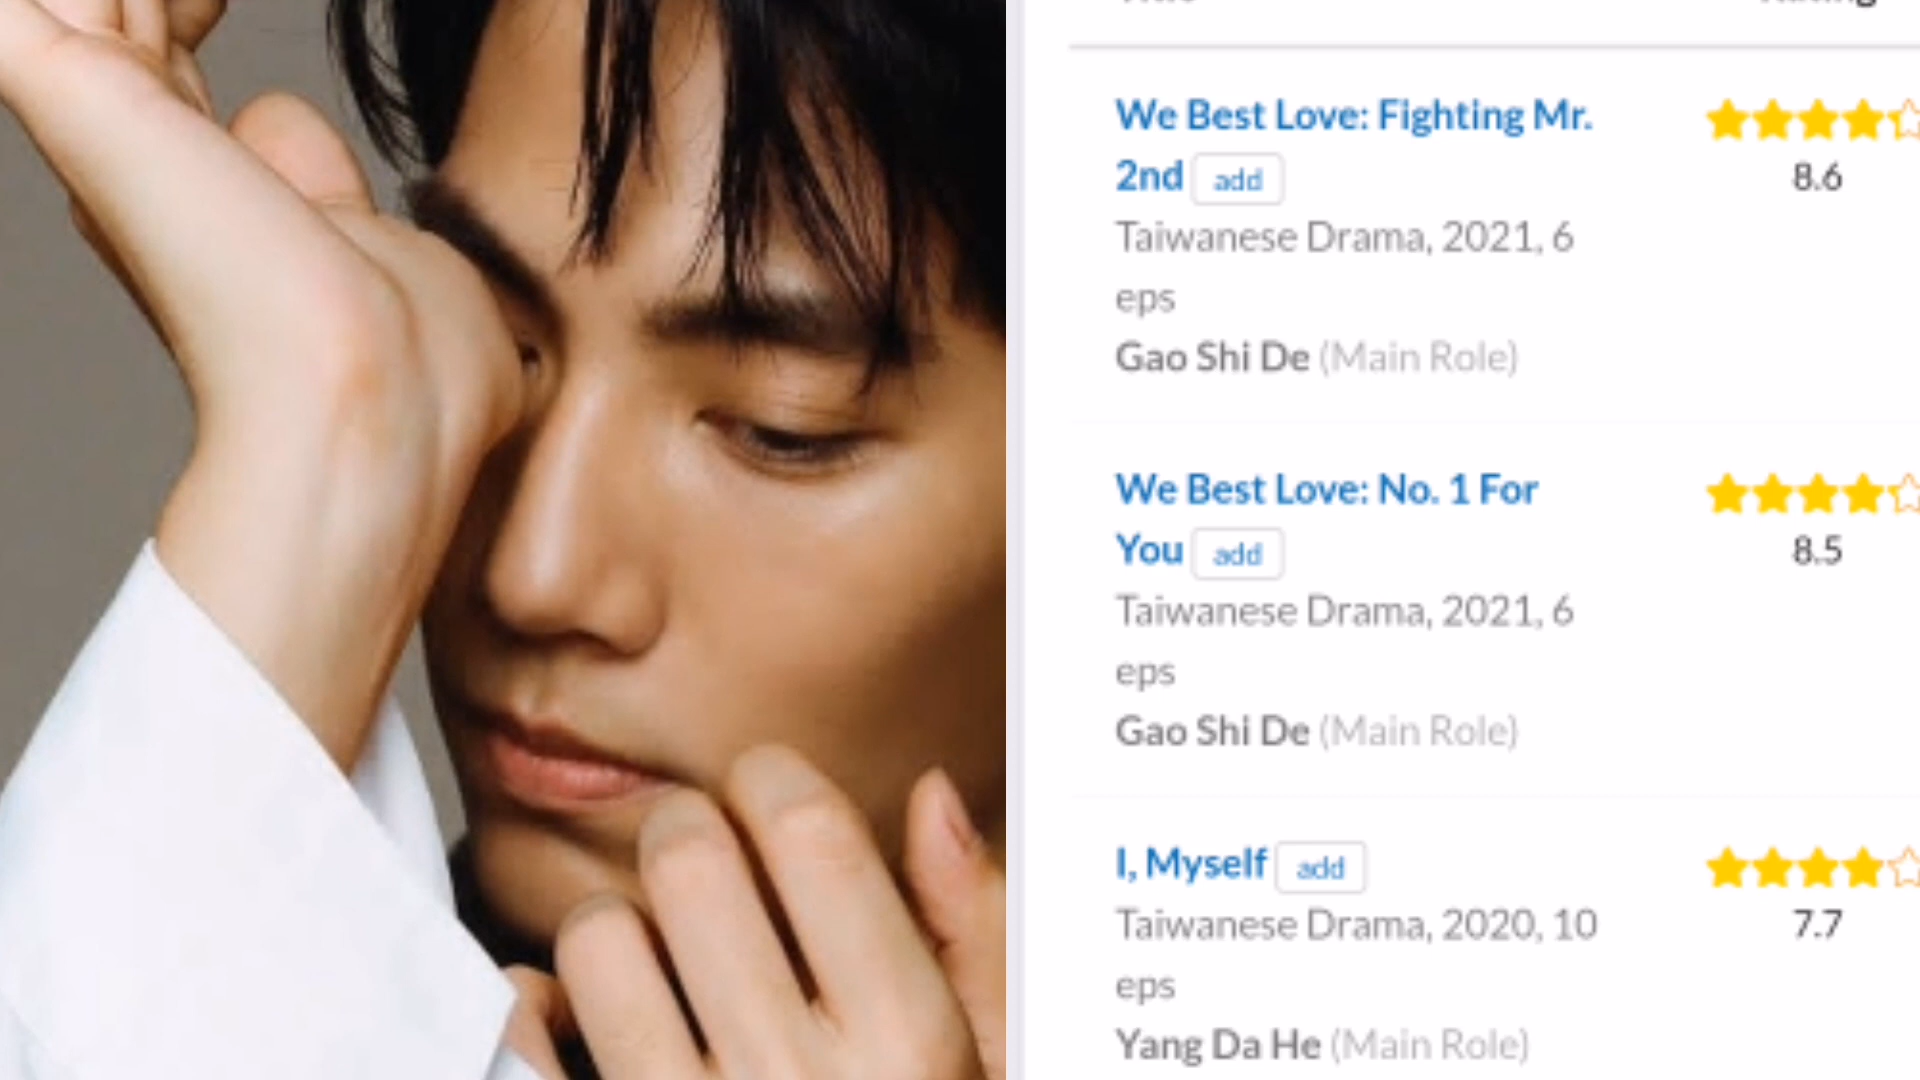 We Best Love: Fighting Mr.
2nd add
8.6
Taiwanese Drama, 2021, 6
eps
Gao Shi De (Main Role)
We Best Love: No. 1 For
You add
8.5
Taiwanese Drama, 2021, 6
eps
Gao Shi De (Main Role)
I, Myself add
Taiwanese Drama, 2020, 10
7.7
eps
Yang Da He (Main Role)